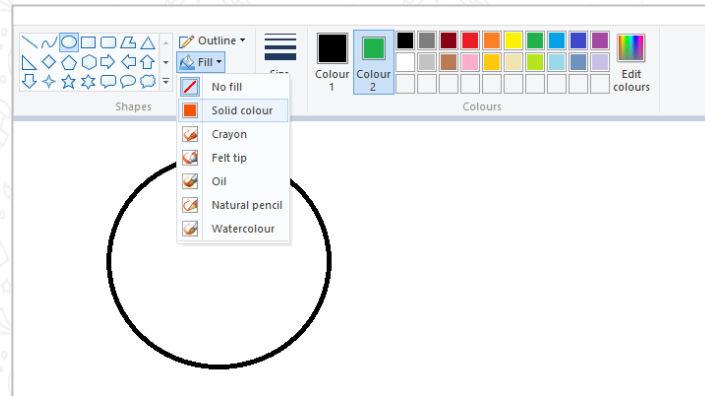 Outline
Fill
Size
Colour 1
Colour 2
Edit colours
Shapes
Colours
No fill
Solid colour
Crayon
Felt tip
Oil
Natural pencil
Watercolour